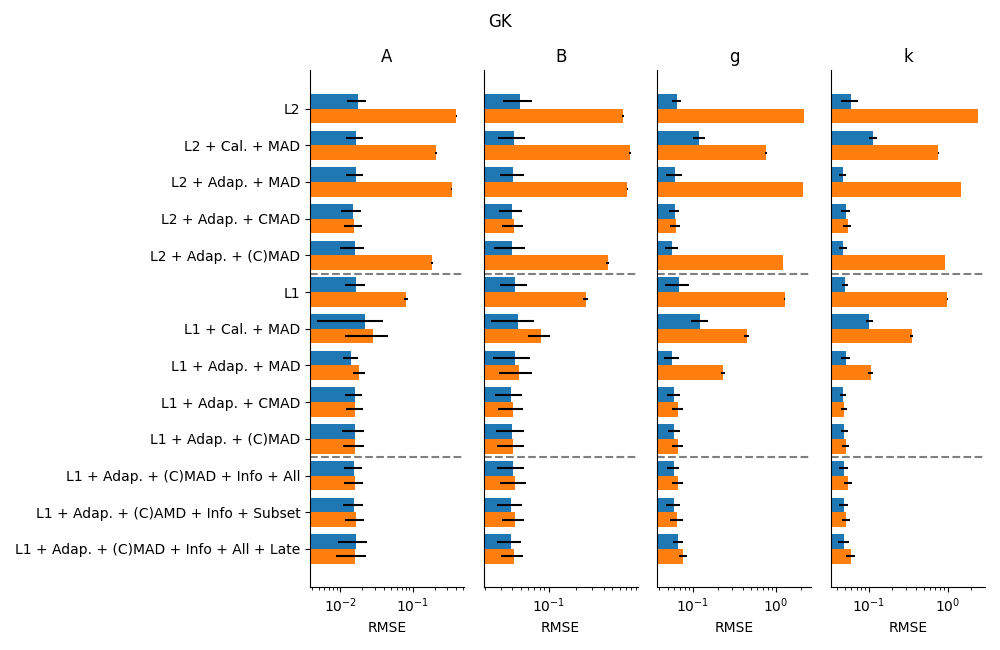 GK
A B g k
L2
L2 + Cal. + MAD
L2 + Adap. + MAD
L2 + Adap. + CMAD
L2 + Adap. + (C)MAD
L1
L1 + Cal. + MAD
L1 + Adap. + MAD
L1 + Adap. + CMAD
L1 + Adap. + (C)MAD
L1 + Adap. + (C)MAD + Info + All
L1 + Adap. + (C)AMD + Info + Subset
L1 + Adap. + (C)MAD + Info + All + Late
10⁻² 10⁻¹ 10⁻¹ 10⁻¹ 10⁰ 10⁻¹ 10⁰
RMSE RMSE RMSE RMSE